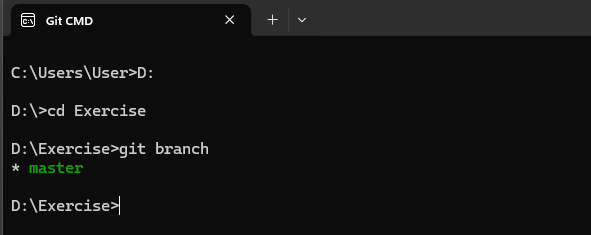 Git CMD
C:\Users\User>D:
D:\>cd Exercise
D:\Exercise>git branch
* master
D:\Exercise>